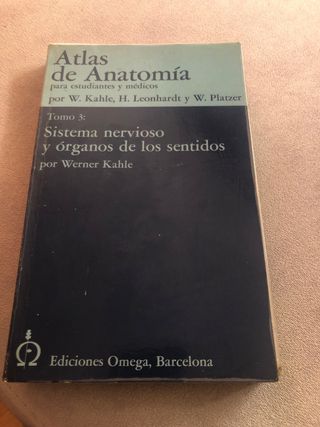 Atlas
de Anatomía
para estudiantes y médicos
por W. Kahle, H. Leonhardt y W. Platzer
Tomo 3:
Sistema nervioso
y órganos de los sentidos
por Werner Kahle
Ediciones Omega, Barcelona